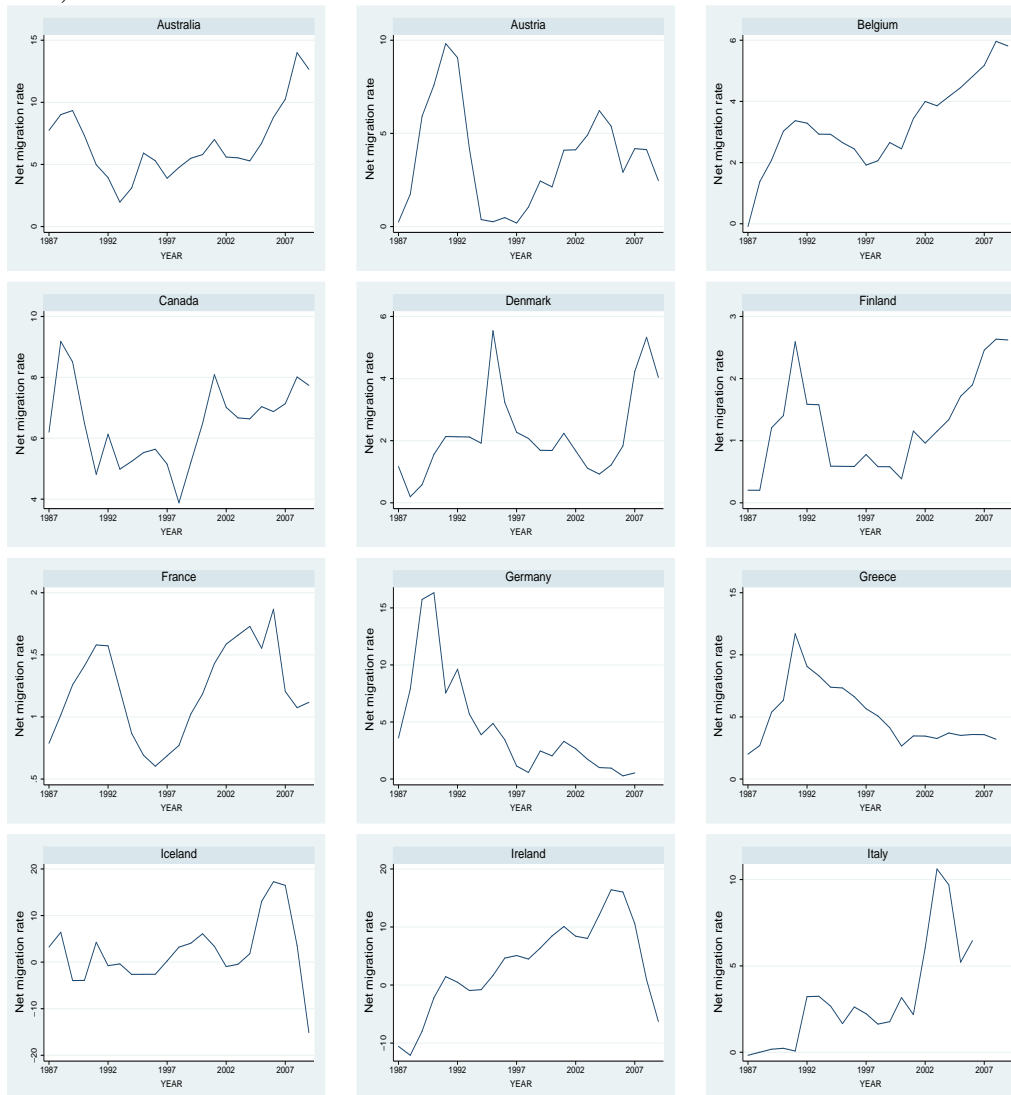 Australia
Net migration rate
15
10
5
0
1987 1992 1997 2002 2007
YEAR
Austria
Net migration rate
10
5
0
1987 1992 1997 2002 2007
YEAR
Belgium
Net migration rate
6
4
2
0
1987 1992 1997 2002 2007
YEAR
Canada
Net migration rate
10
8
6
4
1987 1992 1997 2002 2007
YEAR
Denmark
Net migration rate
6
4
2
0
1987 1992 1997 2002 2007
YEAR
Finland
Net migration rate
3
2
1
0
1987 1992 1997 2002 2007
YEAR
France
Net migration rate
2
1.5
1
.5
1987 1992 1997 2002 2007
YEAR
Germany
Net migration rate
15
10
5
0
1987 1992 1997 2002 2007
YEAR
Greece
Net migration rate
15
10
5
0
1987 1992 1997 2002 2007
YEAR
Iceland
Net migration rate
20
10
0
-10
-20
1987 1992 1997 2002 2007
YEAR
Ireland
Net migration rate
20
10
0
-10
1987 1992 1997 2002 2007
YEAR
Italy
Net migration rate
10
5
0
1987 1992 1997 2002 2007
YEAR